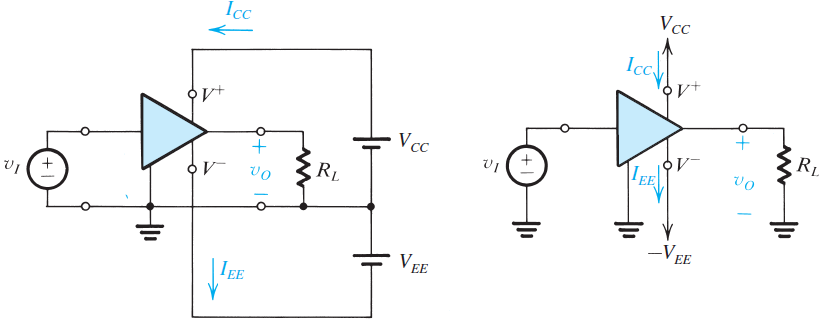 I_CC
V^+
V^-
v_I
+
−
+
v_O
−
R_L
V_CC
I_EE
V_EE
V_CC
I_CC
V^+
V^-
I_EE
v_I
+
−
+
v_O
−
R_L
−V_EE